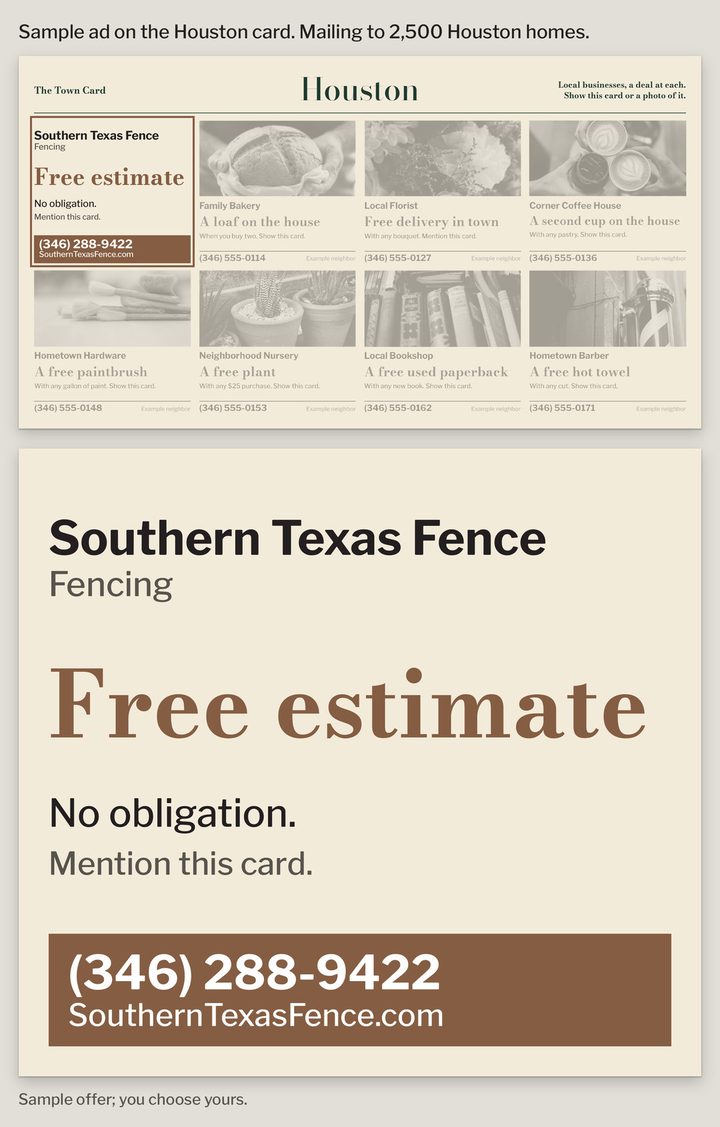 Sample ad on the Houston card. Mailing to 2,500 Houston homes.
The Town Card
Houston
Local businesses, a deal at each.
Show this card or a photo of it.
Southern Texas Fence
Fencing
Free estimate
No obligation.
Mention this card.
(346) 288-9422
SouthernTexasFence.com
Family Bakery
A loaf on the house
When you buy two. Show this card.
(346) 555-0114
Example neighbor
Local Florist
Free delivery in town
With any bouquet. Mention this card.
(346) 555-0127
Example neighbor
Corner Coffee House
A second cup on the house
With any pastry. Show this card.
(346) 555-0136
Example neighbor
Hometown Hardware
A free paintbrush
With any gallon of paint. Show this card.
(346) 555-0148
Example neighbor
Neighborhood Nursery
A free plant
With any $25 purchase. Show this card.
(346) 555-0153
Example neighbor
Local Bookshop
A free used paperback
With any new book. Show this card.
(346) 555-0162
Example neighbor
Hometown Barber
A free hot towel
With any cut. Show this card.
(346) 555-0171
Example neighbor
Southern Texas Fence
Fencing
Free estimate
No obligation.
Mention this card.
(346) 288-9422
SouthernTexasFence.com
Sample offer; you choose yours.